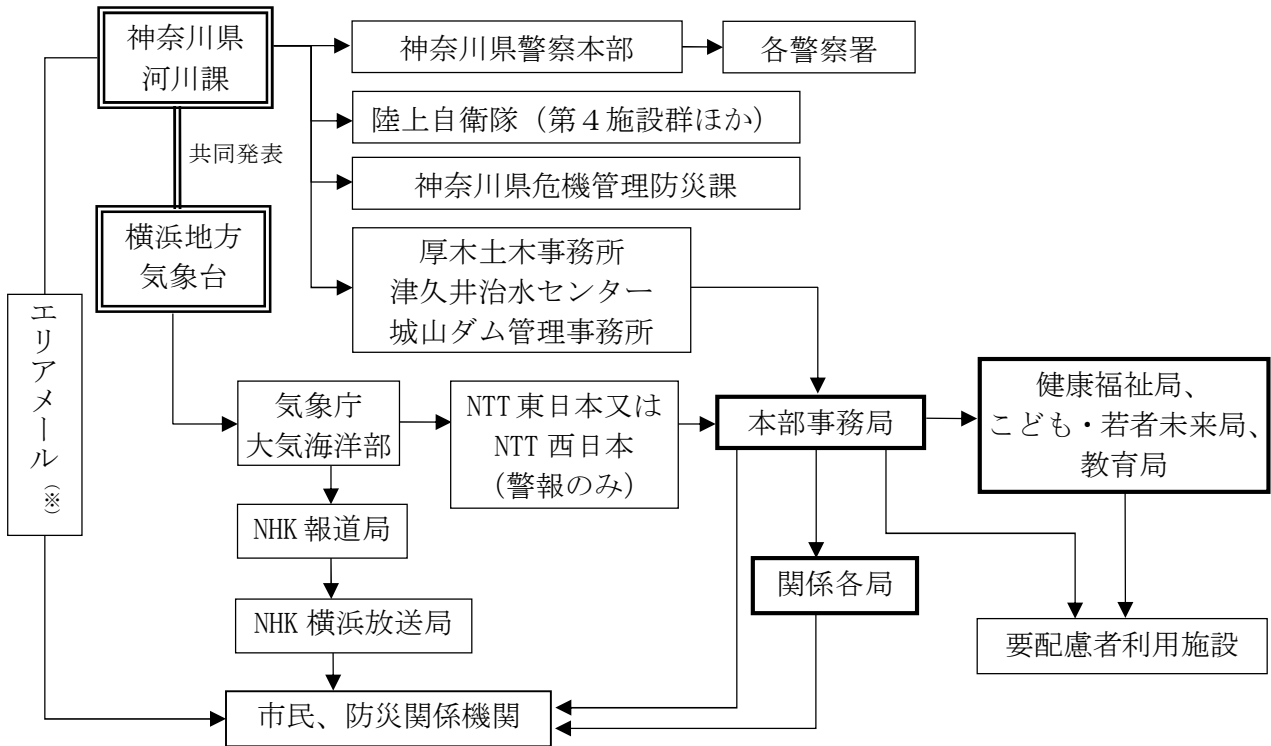 神奈川県
河川課
神奈川県警察本部
各警察署
陸上自衛隊（第４施設群ほか）
共同発表
神奈川県危機管理防災課
横浜地方
気象台
厚木土木事務所
津久井治水センター
城山ダム管理事務所
エリアメール（※）
気象庁
大気海洋部
NTT 東日本又は
NTT 西日本
（警報のみ）
本部事務局
健康福祉局、
こども・若者未来局、
教育局
NHK 報道局
関係各局
NHK 横浜放送局
要配慮者利用施設
市民、防災関係機関